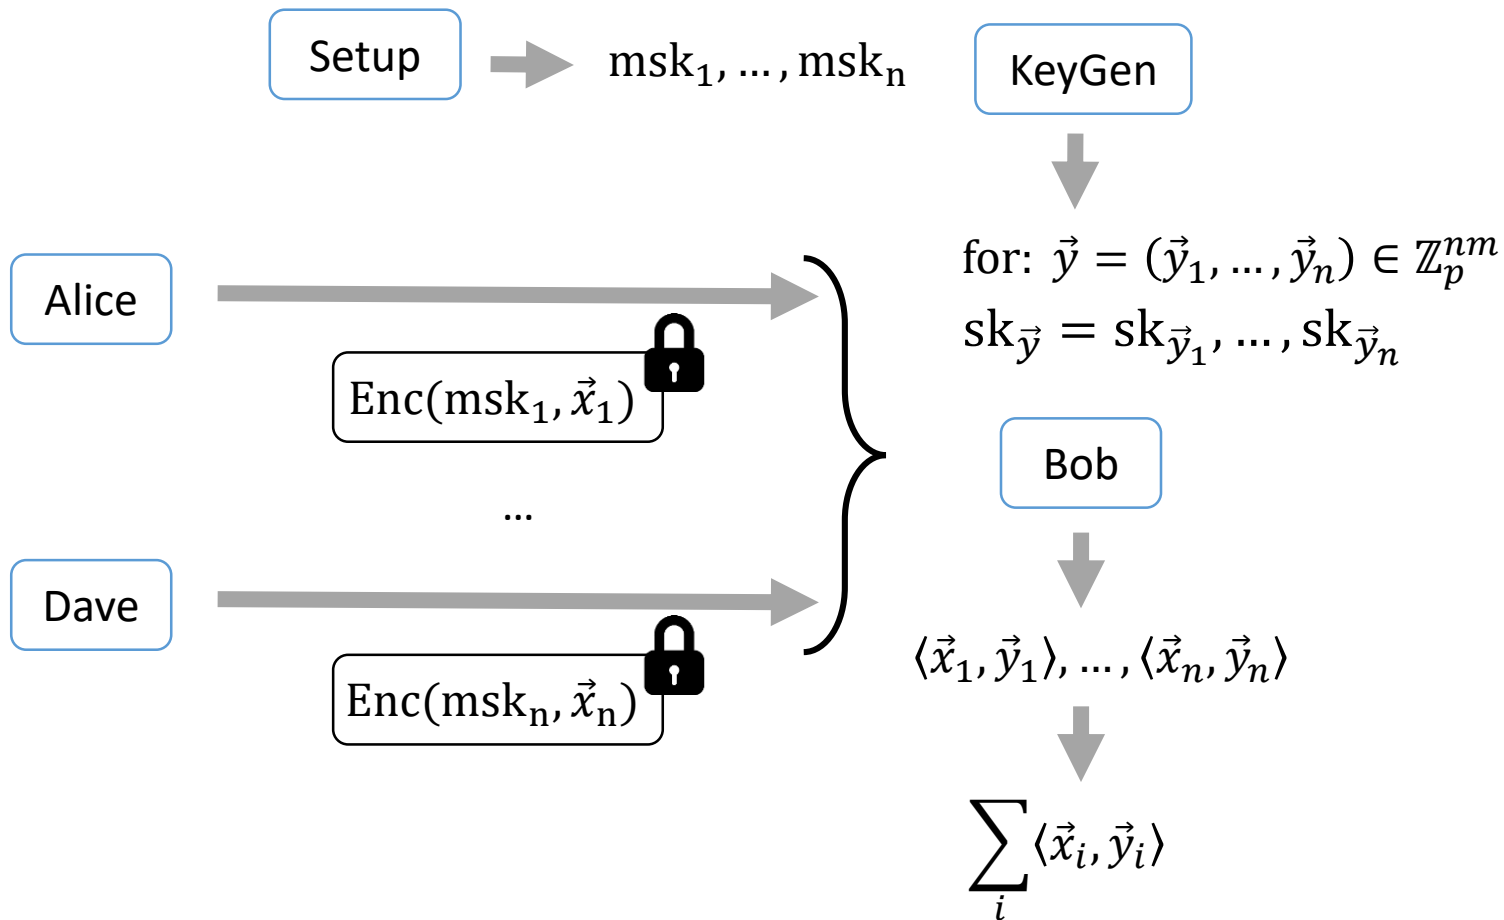 Setup
msk₁, … , mskₙ
KeyGen
for: y⃗ = (y⃗₁, … , y⃗ₙ) ∈ ℤₚⁿᵐ
sk_y⃗ = sk_y⃗₁, … , sk_y⃗ₙ
Alice
Enc(msk₁, x⃗₁)
...
Dave
Enc(mskₙ, x⃗ₙ)
Bob
⟨x⃗₁, y⃗₁⟩, … , ⟨x⃗ₙ, y⃗ₙ⟩
∑ᵢ⟨x⃗ᵢ, y⃗ᵢ⟩